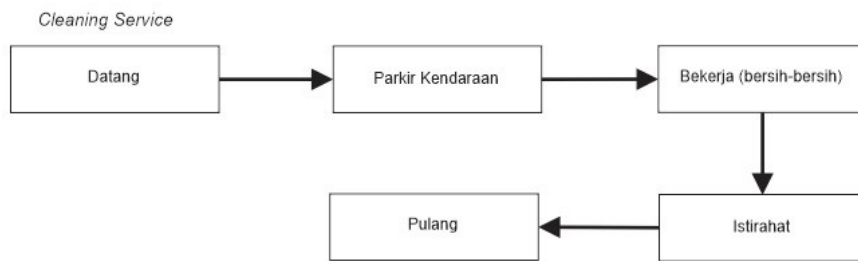 Cleaning Service
Datang
Parkir Kendaraan
Bekerja (bersih-bersih)
Istirahat
Pulang